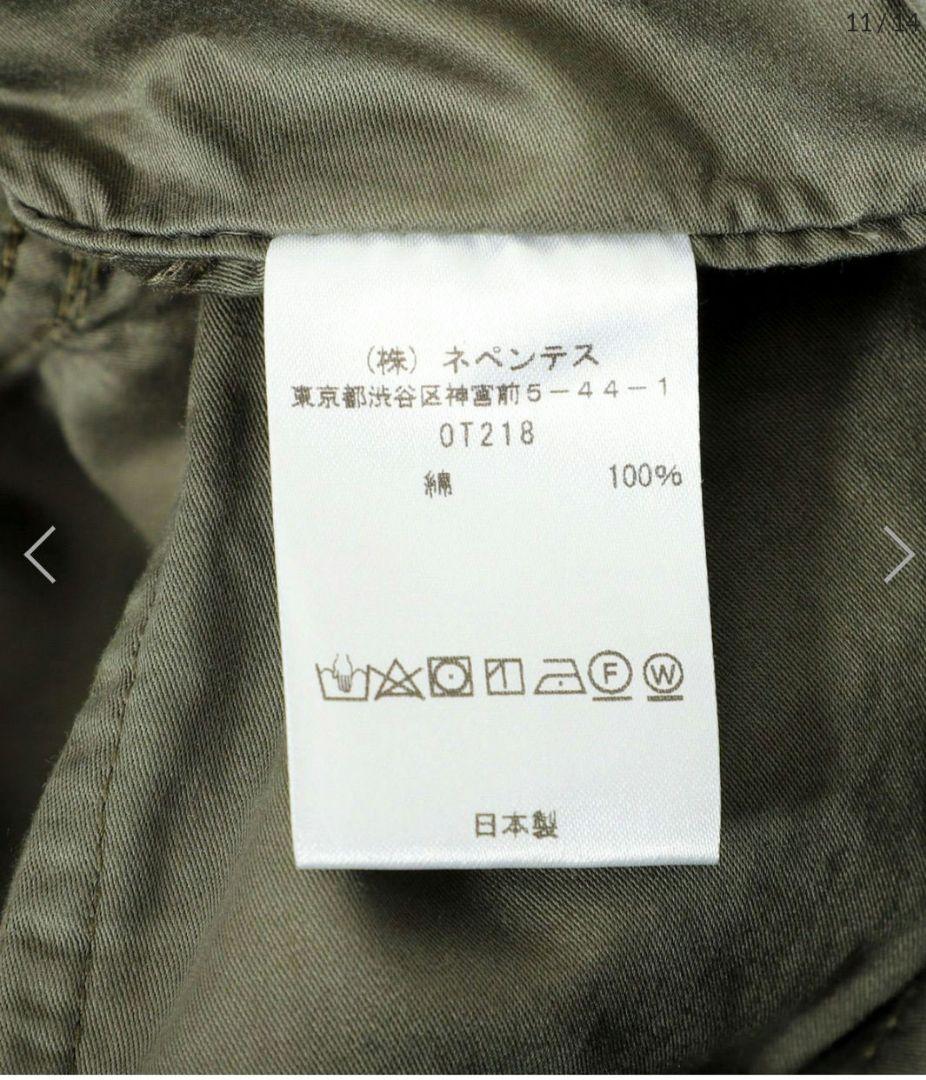 11 / 14
(株) ネペンテス
東京都渋谷区神宮前5-44-1
0T218
綿 100%
F W
日本製